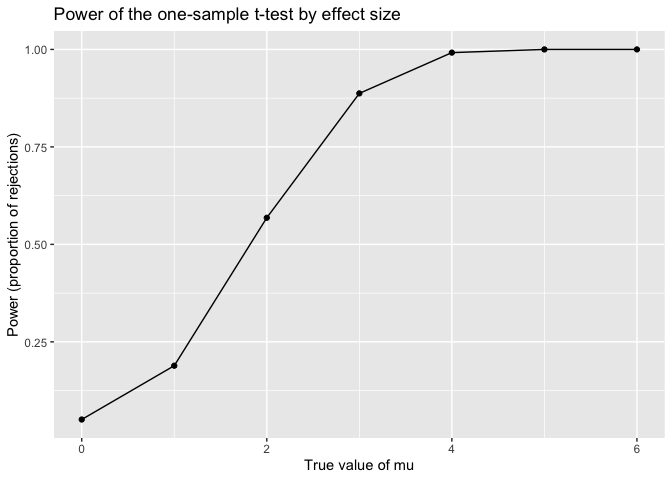 Power of the one-sample t-test by effect size
1.00
0.75
0.50
0.25
Power (proportion of rejections)
0 2 4 6
True value of mu